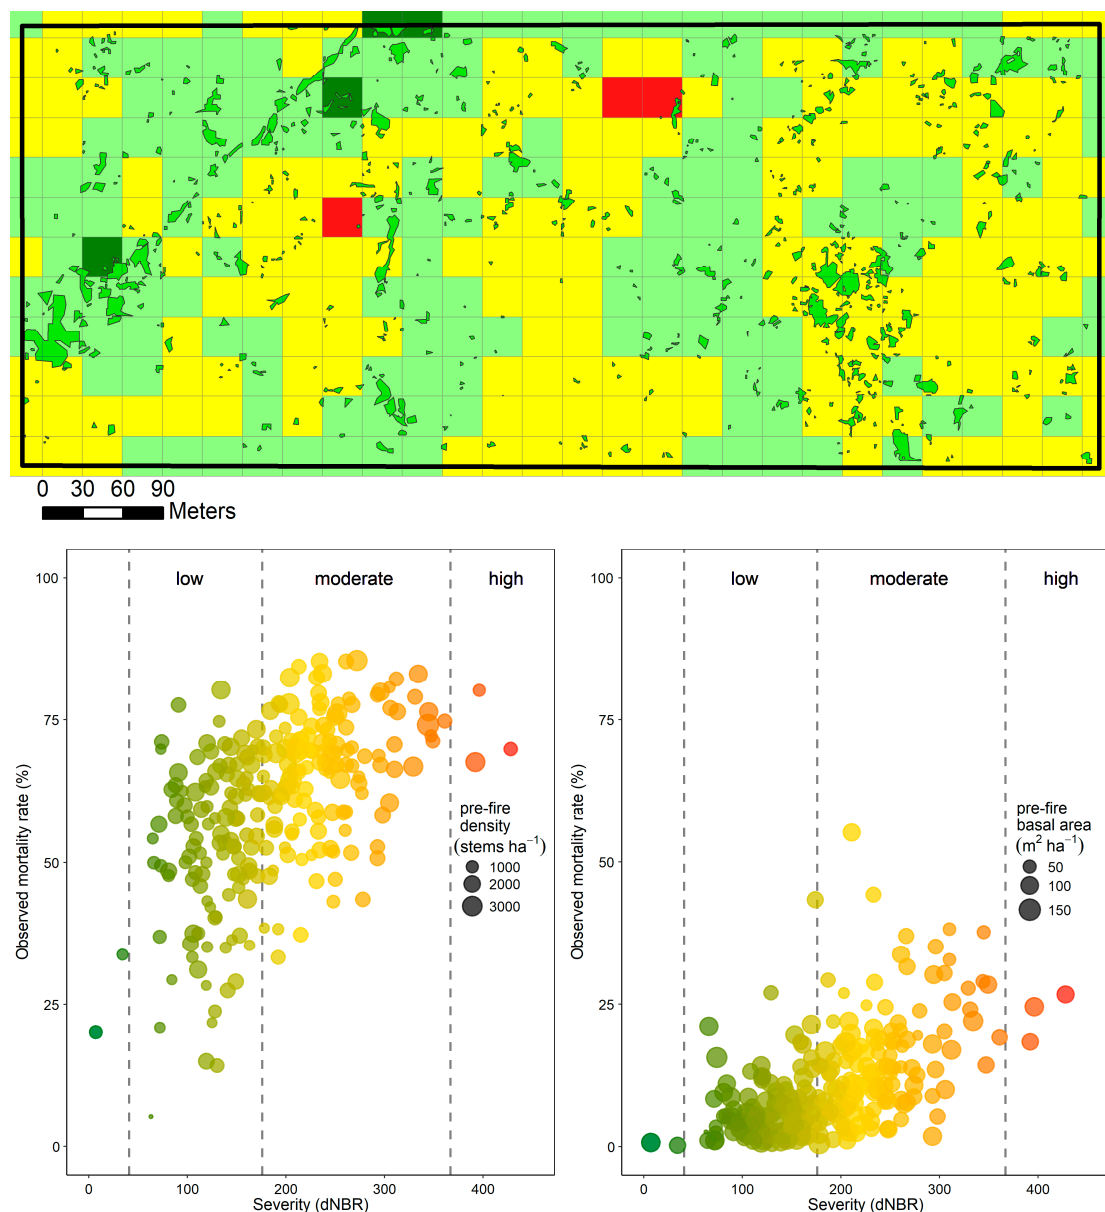 0 30 60 90
Meters
100
75
50
25
0
low moderate high
pre-fire
density
(stems ha⁻¹)
1000
2000
3000
Observed mortality rate (%)
0 100 200 300 400
Severity (dNBR)
100
75
50
25
0
low moderate high
pre-fire
basal area
(m² ha⁻¹)
50
100
150
Observed mortality rate (%)
0 100 200 300 400
Severity (dNBR)